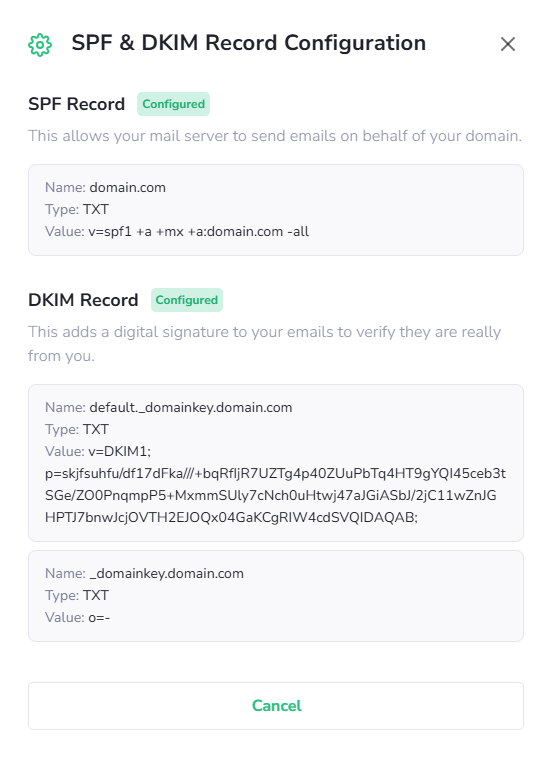 SPF & DKIM Record Configuration
SPF Record Configured
This allows your mail server to send emails on behalf of your domain.
Name: domain.com
Type: TXT
Value: v=spf1 +a +mx +a:domain.com -all
DKIM Record Configured
This adds a digital signature to your emails to verify they are really
from you.
Name: default._domainkey.domain.com
Type: TXT
Value: v=DKIM1;
p=skjfsuhfu/df17dFka///+bqRfIjR7UZTg4p40ZUuPbTq4HT9gYQI45ceb3t
SGe/ZO0PnqmpP5+MxmmSUly7cNch0uHtwj47aJGiASbJ/2jC11wZnJG
HPTJ7bnwJcjOVTH2EJOQx04GaKCgRIW4cdSVQIDAQAB;
Name: _domainkey.domain.com
Type: TXT
Value: o=-
Cancel